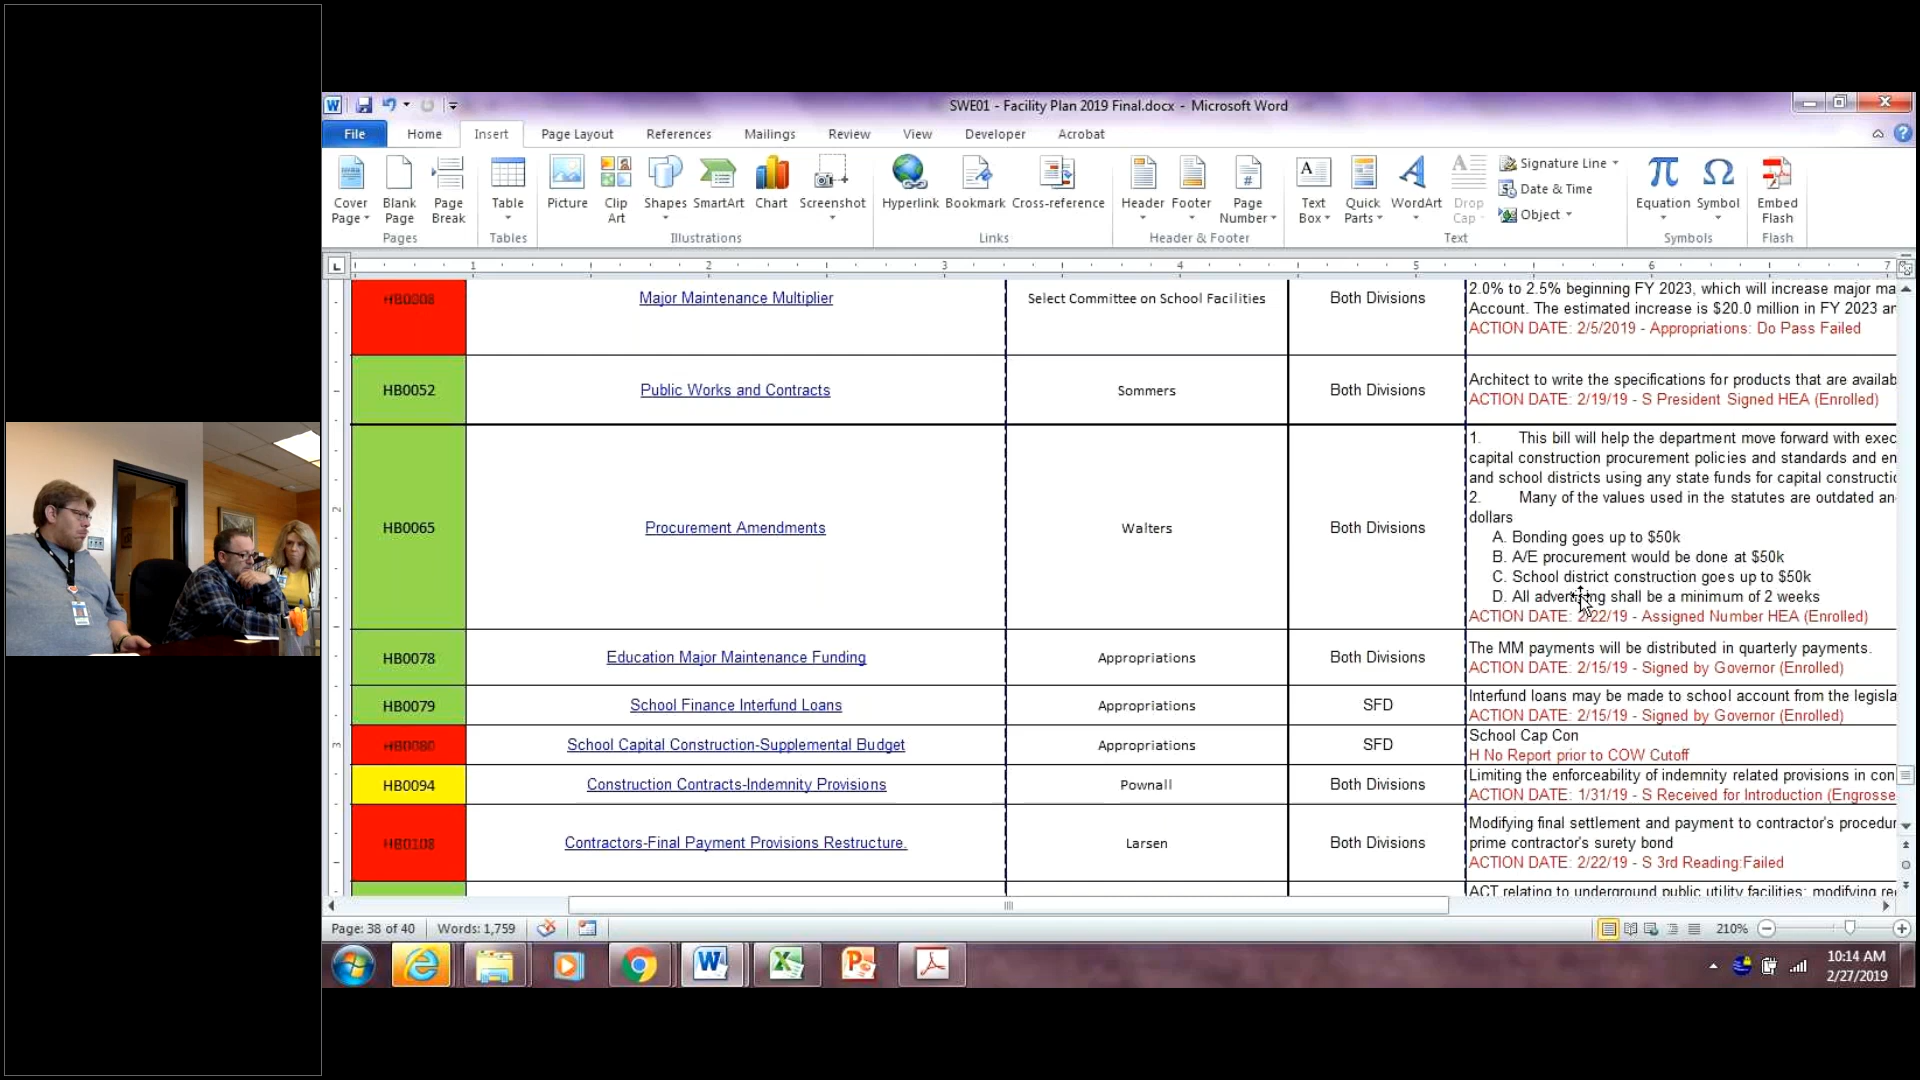 SWE01 - Facility Plan 2019 Final.docx - Microsoft Word
File Home Insert Page Layout References Mailings Review View Developer Acrobat
Cover Page
Blank Page
Page Break
Table
Picture
Clip Art
Shapes
SmartArt
Chart
Screenshot
Hyperlink
Bookmark
Cross-reference
Header
Footer
Page Number
Text Box
Quick Parts
WordArt
Drop Cap
Signature Line
Date & Time
Object
Equation
Symbol
Embed Flash
Pages Tables Illustrations Links Header & Footer Text Symbols Flash
1 2 3 4 5 6 7
HB0008 Major Maintenance Multiplier Select Committee on School Facilities Both Divisions
2.0% to 2.5% beginning FY 2023, which will increase major ma
Account. The estimated increase is $20.0 million in FY 2023 an
ACTION DATE: 2/5/2019 - Appropriations: Do Pass Failed
HB0052 Public Works and Contracts Sommers Both Divisions
Architect to write the specifications for products that are availab
ACTION DATE: 2/19/19 - S President Signed HEA (Enrolled)
HB0065 Procurement Amendments Walters Both Divisions
1. This bill will help the department move forward with exec
capital construction procurement policies and standards and en
and school districts using any state funds for capital constructio
2. Many of the values used in the statutes are outdated an
dollars
A. Bonding goes up to $50k
B. A/E procurement would be done at $50k
C. School district construction goes up to $50k
D. All advertising shall be a minimum of 2 weeks
ACTION DATE: 2/22/19 - Assigned Number HEA (Enrolled)
HB0078 Education Major Maintenance Funding Appropriations Both Divisions
The MM payments will be distributed in quarterly payments.
ACTION DATE: 2/15/19 - Signed by Governor (Enrolled)
HB0079 School Finance Interfund Loans Appropriations SFD
Interfund loans may be made to school account from the legisla
ACTION DATE: 2/15/19 - Signed by Governor (Enrolled)
HB0080 School Capital Construction-Supplemental Budget Appropriations SFD
School Cap Con
H No Report prior to COW Cutoff
HB0094 Construction Contracts-Indemnity Provisions Pownall Both Divisions
Limiting the enforceability of indemnity related provisions in con
ACTION DATE: 1/31/19 - S Received for Introduction (Engrosse
HB0108 Contractors-Final Payment Provisions Restructure. Larsen Both Divisions
Modifying final settlement and payment to contractor's procedur
prime contractor's surety bond
ACTION DATE: 2/22/19 - S 3rd Reading:Failed
ACT relating to underground public utility facilities; modifying re
Page: 38 of 40 Words: 1,759 210%
10:14 AM
2/27/2019